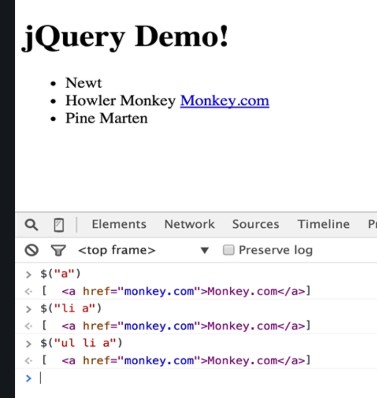 jQuery Demo!
• Newt
• Howler Monkey Monkey.com
• Pine Marten
Elements Network Sources Timeline
<top frame> ▼ Preserve log
> $("a")
[ <a href="monkey.com">Monkey.com</a>]
> $("li a")
[ <a href="monkey.com">Monkey.com</a>]
> $("ul li a")
[ <a href="monkey.com">Monkey.com</a>]
>